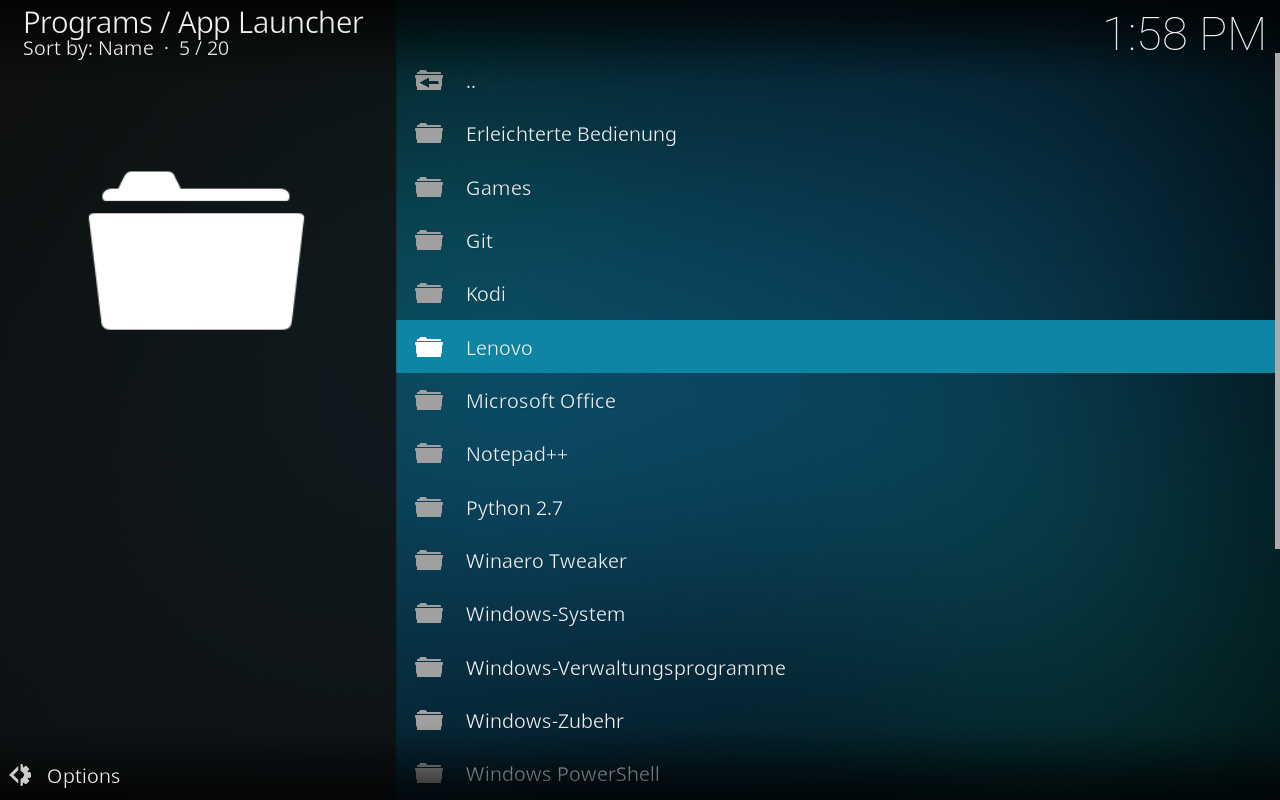 Programs / App Launcher
Sort by: Name · 5 / 20
1:58 PM
..
Erleichterte Bedienung
Games
Git
Kodi
Lenovo
Microsoft Office
Notepad++
Python 2.7
Winaero Tweaker
Windows-System
Windows-Verwaltungsprogramme
Windows-Zubehr
Windows PowerShell
Options